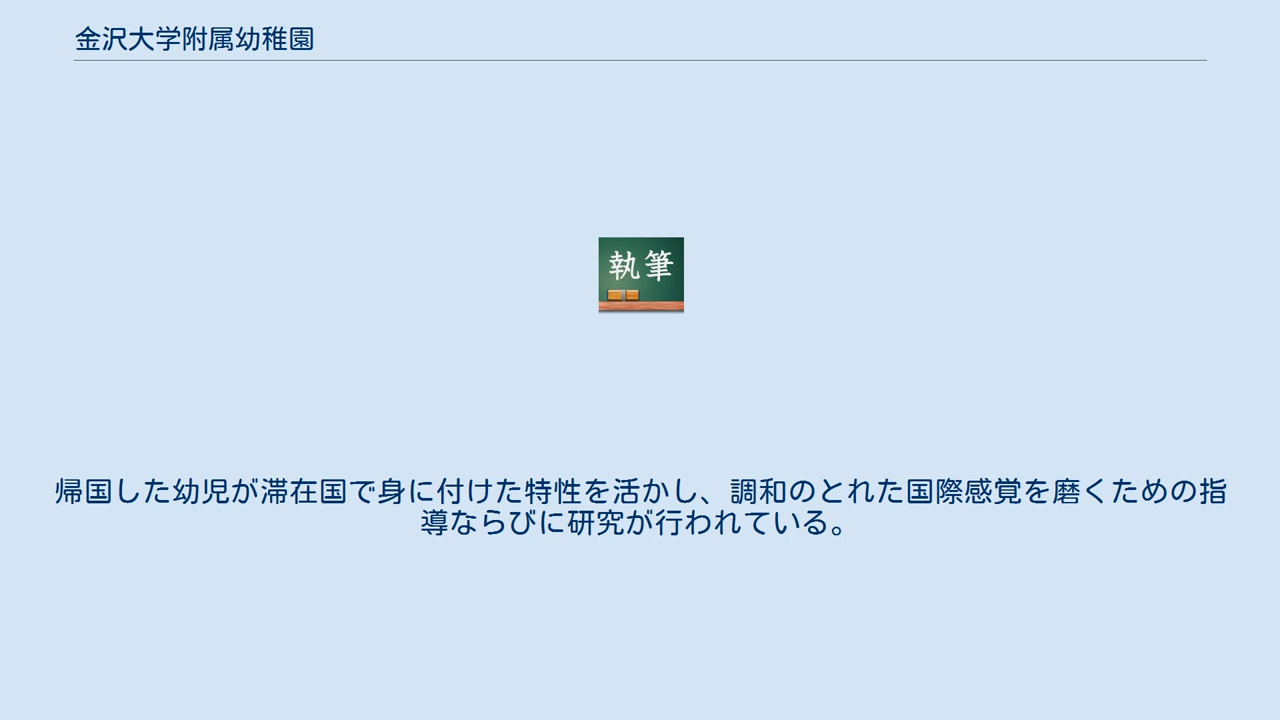 金沢大学附属幼稚園
執筆
帰国した幼児が滞在国で身に付けた特性を活かし、調和のとれた国際感覚を磨くための指
導ならびに研究が行われている。